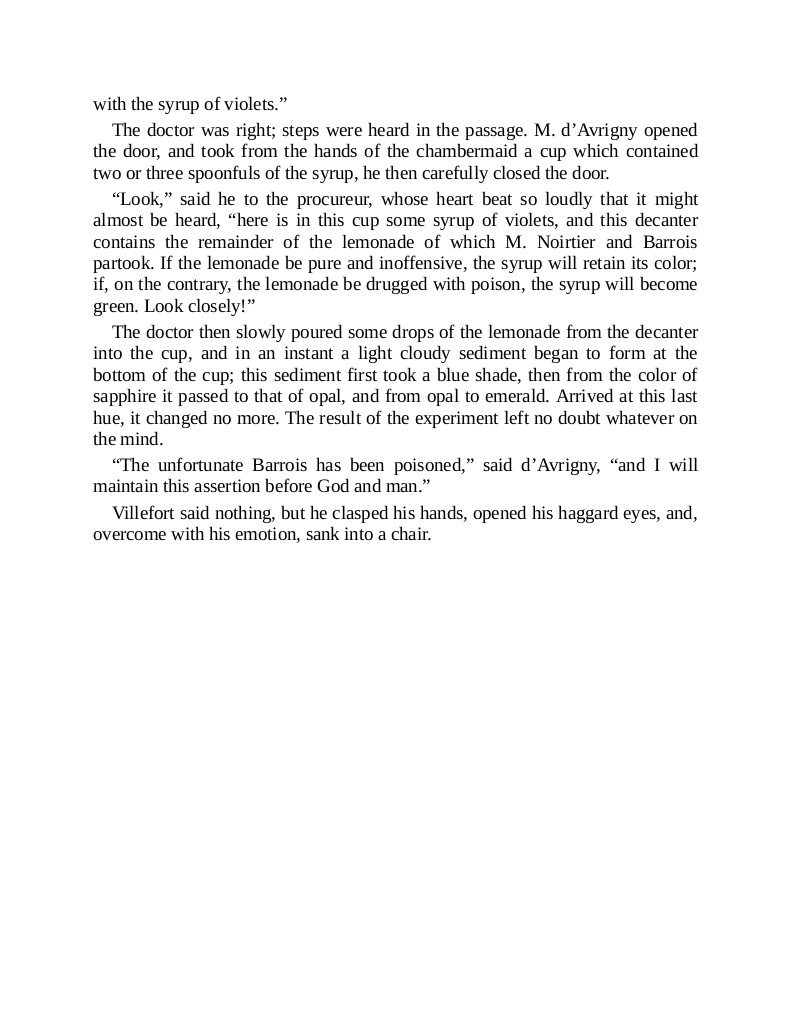 with the syrup of violets.”
The doctor was right; steps were heard in the passage. M. d’Avrigny opened
the door, and took from the hands of the chambermaid a cup which contained
two or three spoonfuls of the syrup, he then carefully closed the door.
“Look,” said he to the procureur, whose heart beat so loudly that it might
almost be heard, “here is in this cup some syrup of violets, and this decanter
contains the remainder of the lemonade of which M. Noirtier and Barrois
partook. If the lemonade be pure and inoffensive, the syrup will retain its color;
if, on the contrary, the lemonade be drugged with poison, the syrup will become
green. Look closely!”
The doctor then slowly poured some drops of the lemonade from the decanter
into the cup, and in an instant a light cloudy sediment began to form at the
bottom of the cup; this sediment first took a blue shade, then from the color of
sapphire it passed to that of opal, and from opal to emerald. Arrived at this last
hue, it changed no more. The result of the experiment left no doubt whatever on
the mind.
“The unfortunate Barrois has been poisoned,” said d’Avrigny, “and I will
maintain this assertion before God and man.”
Villefort said nothing, but he clasped his hands, opened his haggard eyes, and,
overcome with his emotion, sank into a chair.